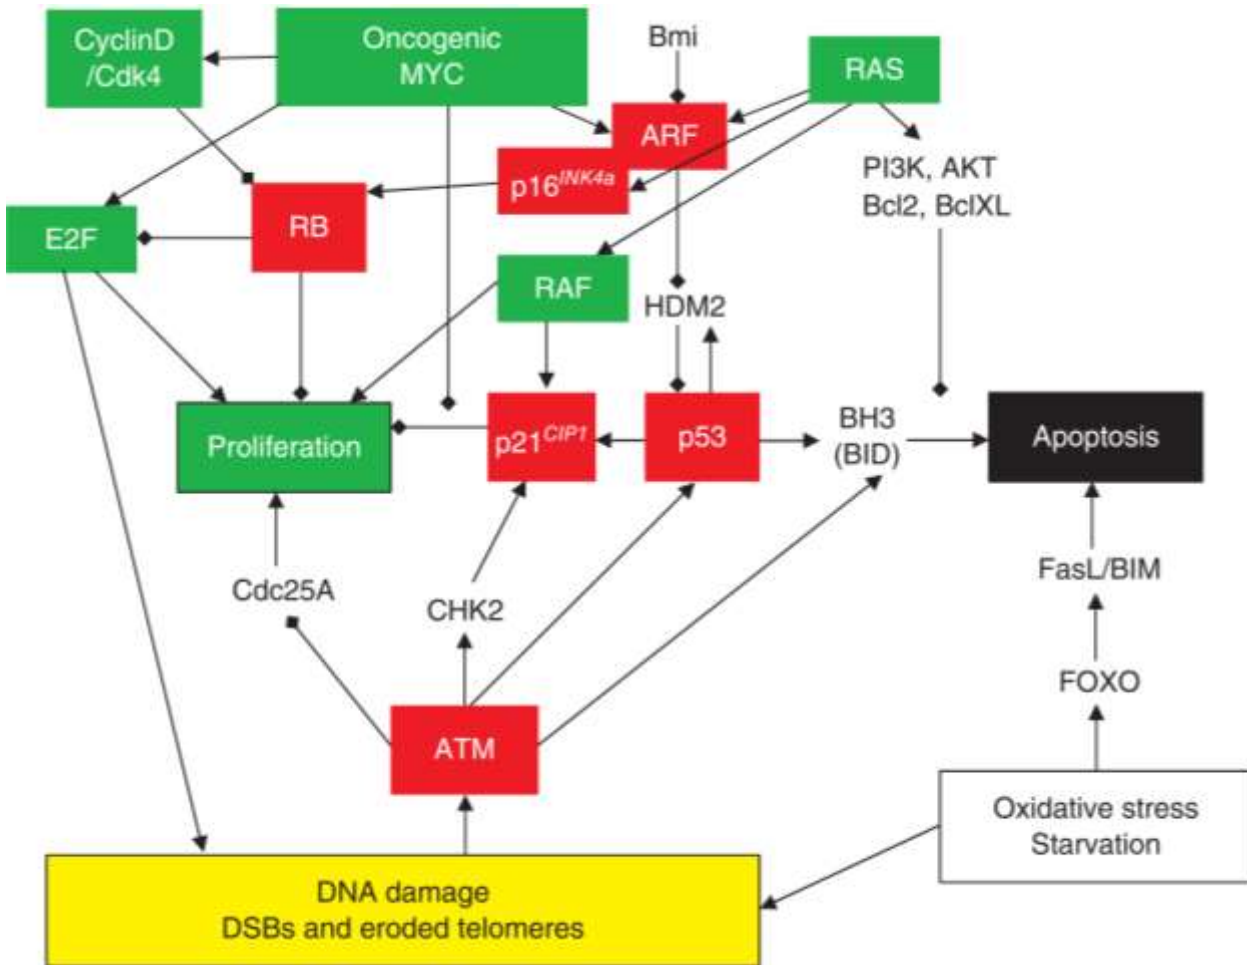 CyclinD
/Cdk4
Oncogenic
MYC
Bmi
RAS
ARF
p16INK4a
PI3K, AKT
Bcl2, BclXL
E2F
RB
RAF
HDM2
Proliferation
p21CIP1
p53
BH3
(BID)
Apoptosis
Cdc25A
CHK2
FasL/BIM
FOXO
ATM
Oxidative stress
Starvation
DNA damage
DSBs and eroded telomeres